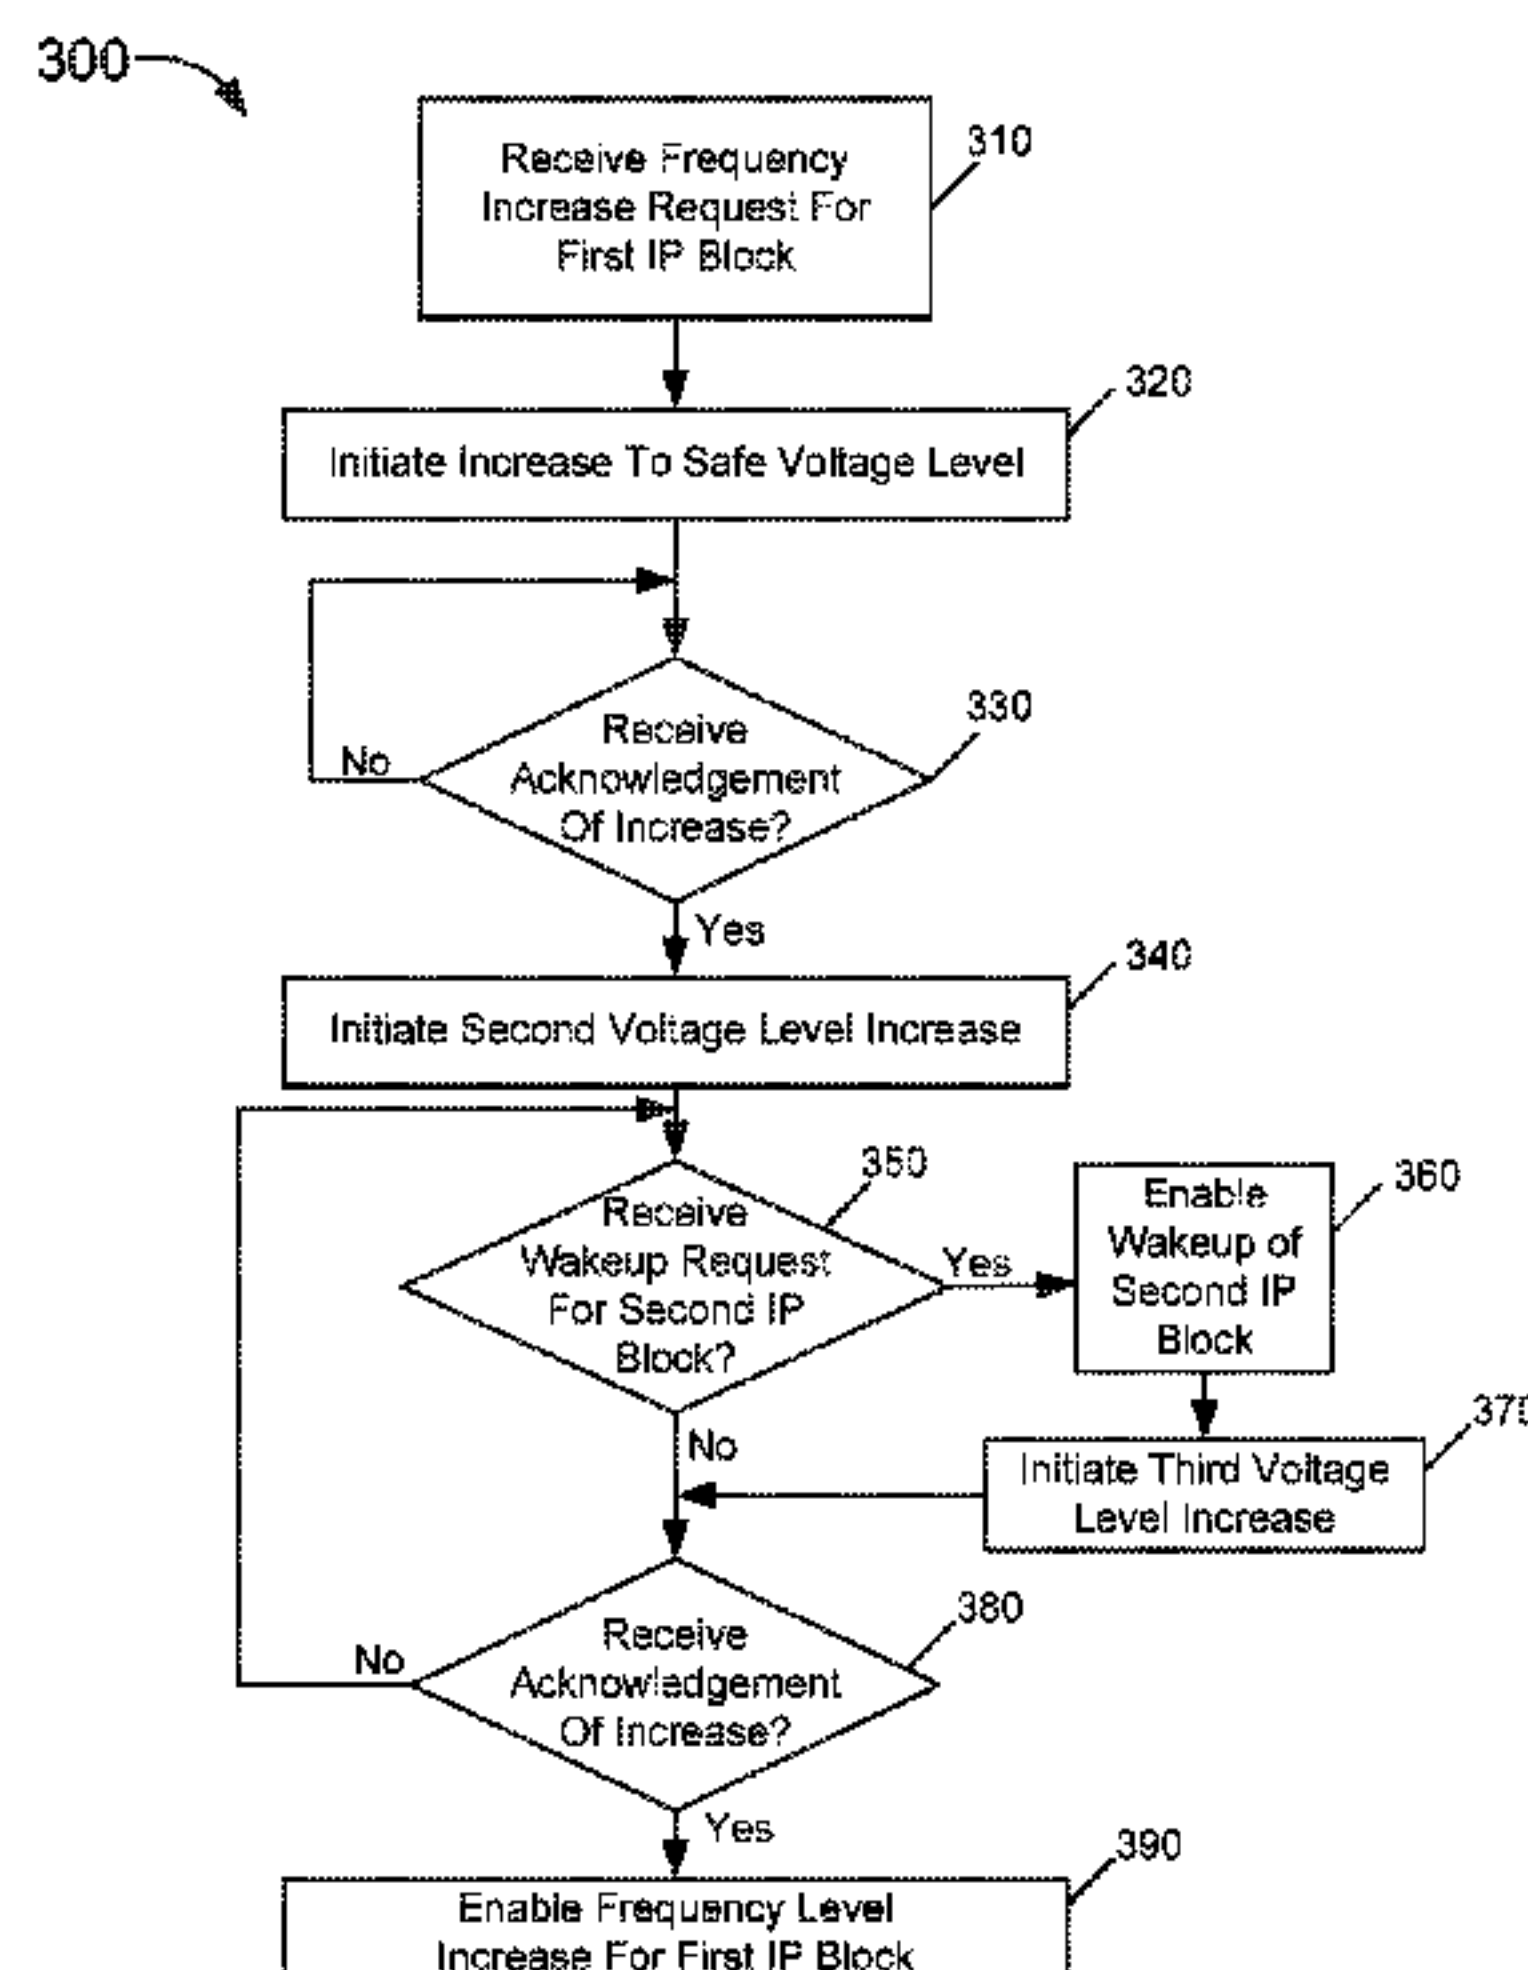 300
310
Receive Frequency
Increase Request For
First IP Block
320
Initiate Increase To Safe Voltage Level
330
Receive
Acknowledgement
Of Increase?
No
Yes
340
Initiate Second Voltage Level Increase
350
Receive
Wakeup Request
For Second IP
Block?
Yes
360
Enable
Wakeup of
Second IP
Block
No
370
Initiate Third Voltage
Level Increase
380
Receive
Acknowledgement
Of Increase?
No
Yes
390
Enable Frequency Level
Increase For First IP Block